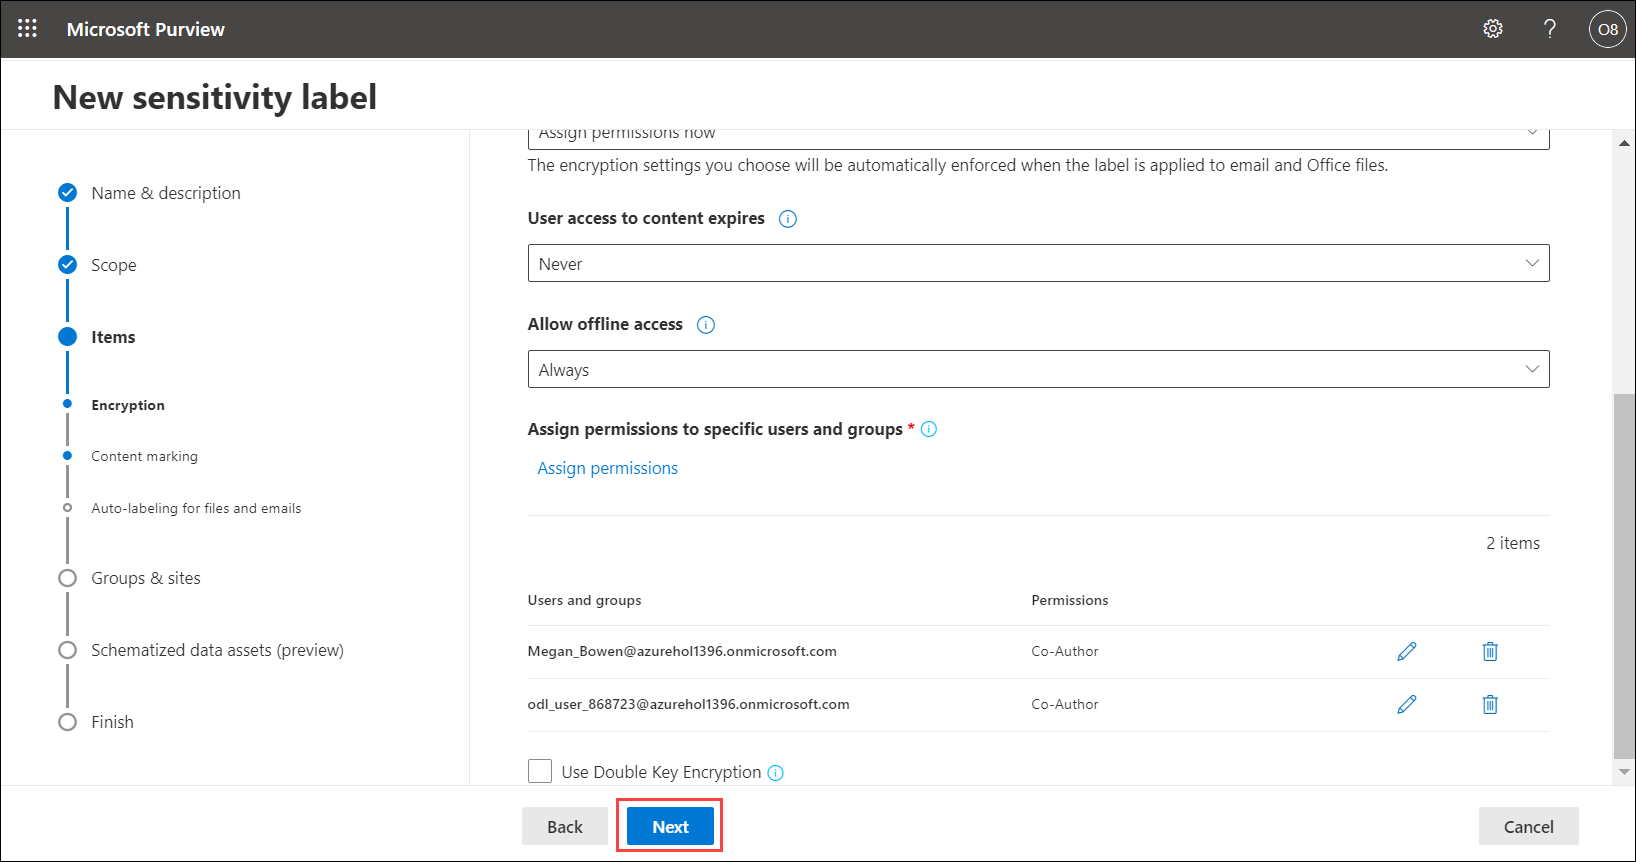 Microsoft Purview
?
O8
New sensitivity label
Name & description
Scope
Items
Encryption
Content marking
Auto-labeling for files and emails
Groups & sites
Schematized data assets (preview)
Finish
Assign permissions now
The encryption settings you choose will be automatically enforced when the label is applied to email and Office files.
User access to content expires
Never
Allow offline access
Always
Assign permissions to specific users and groups *
Assign permissions
2 items
Users and groups Permissions
Megan_Bowen@azurehol1396.onmicrosoft.com Co-Author
odl_user_868723@azurehol1396.onmicrosoft.com Co-Author
Use Double Key Encryption
Back Next Cancel